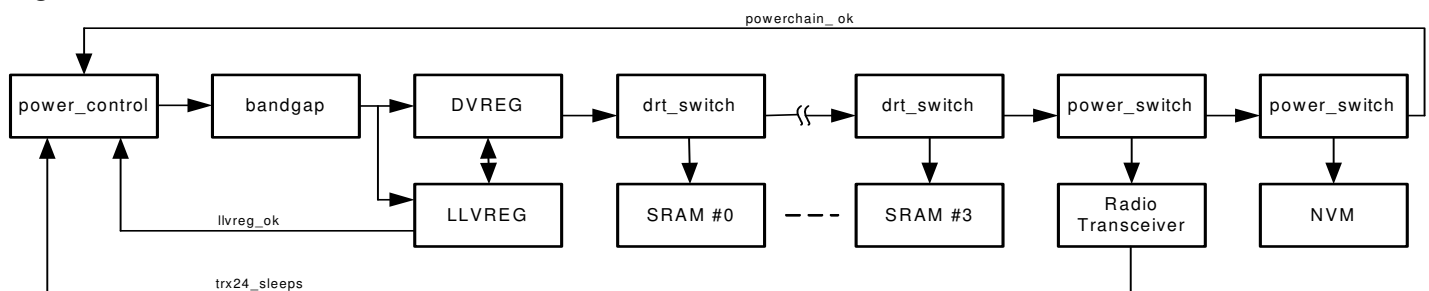 powerchain_ ok
power_control
bandgap
DVREG
drt_switch
drt_switch
power_switch
power_switch
LLVREG
SRAM #0
SRAM #3
Radio
Transceiver
NVM
llvreg_ok
trx24_sleeps